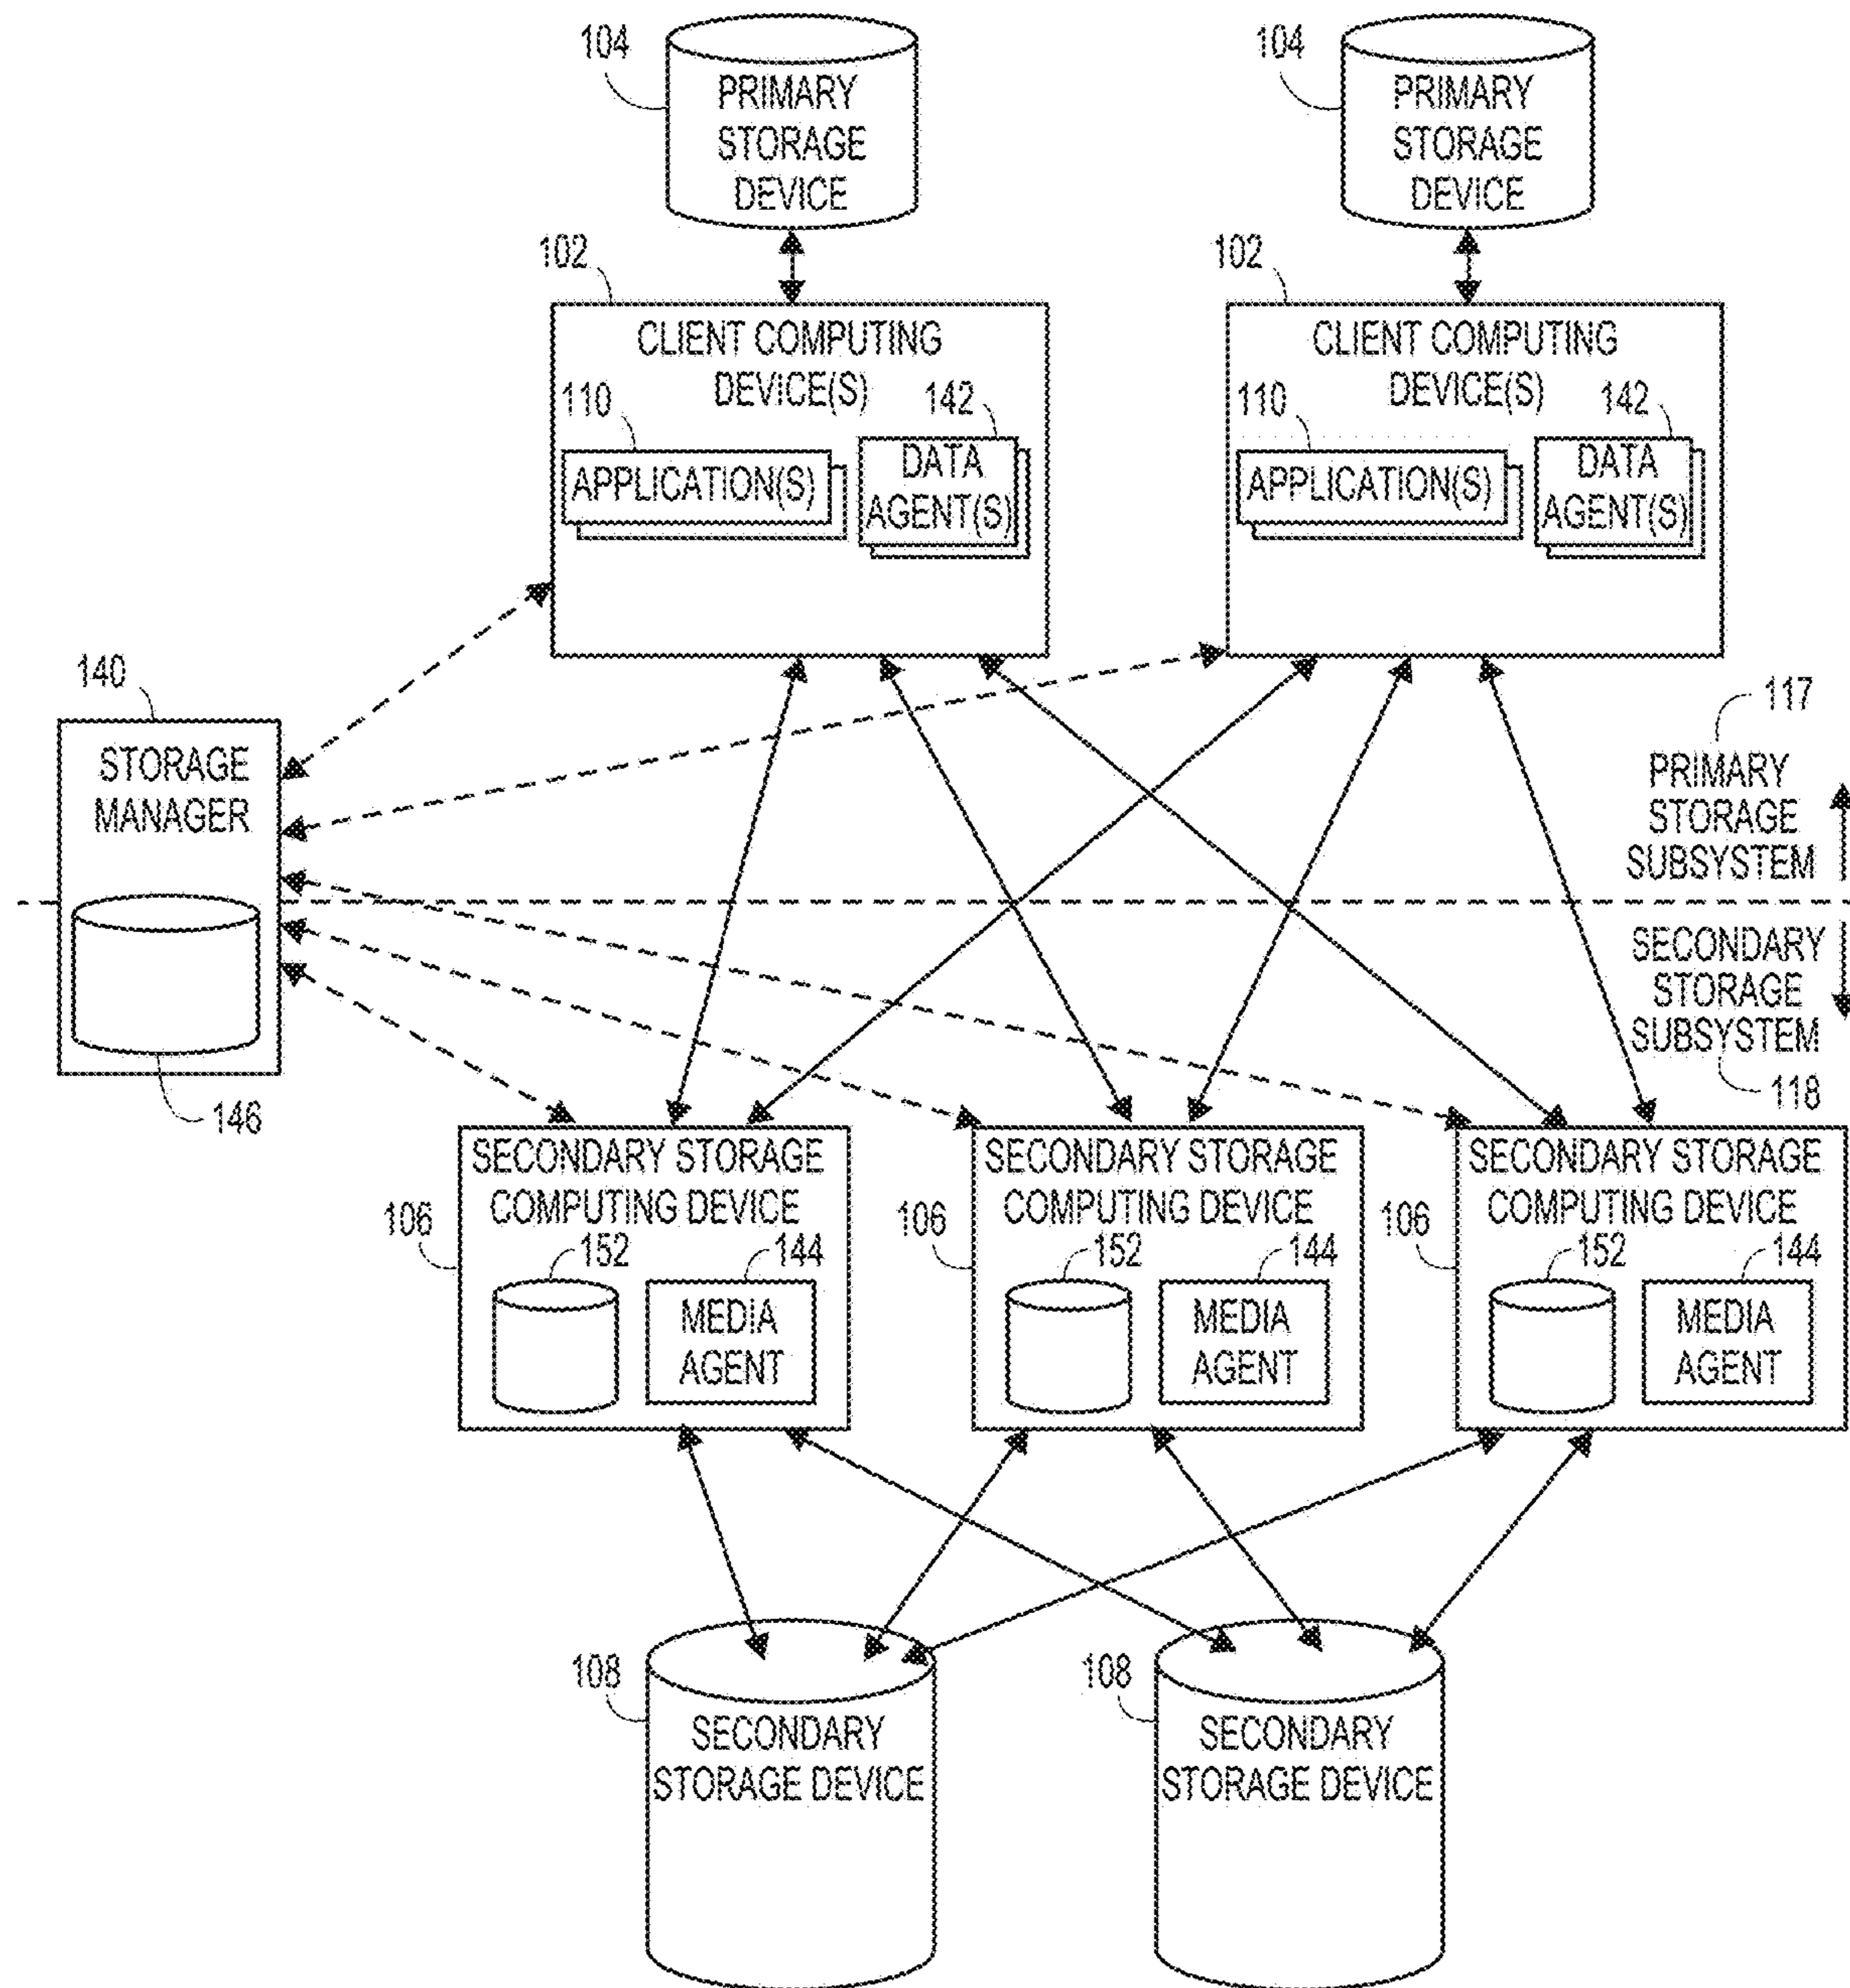 104
PRIMARY
STORAGE
DEVICE
104
PRIMARY
STORAGE
DEVICE
102
CLIENT COMPUTING
DEVICE(S)
110
APPLICATION(S)
142
DATA
AGENT(S)
102
CLIENT COMPUTING
DEVICE(S)
110
APPLICATION(S)
142
DATA
AGENT(S)
140
STORAGE
MANAGER
146
117
PRIMARY
STORAGE
SUBSYSTEM
SECONDARY
STORAGE
SUBSYSTEM
118
106
SECONDARY STORAGE
COMPUTING DEVICE
152
144
MEDIA
AGENT
106
SECONDARY STORAGE
COMPUTING DEVICE
152
144
MEDIA
AGENT
106
SECONDARY STORAGE
COMPUTING DEVICE
152
144
MEDIA
AGENT
108
SECONDARY
STORAGE DEVICE
108
SECONDARY
STORAGE DEVICE